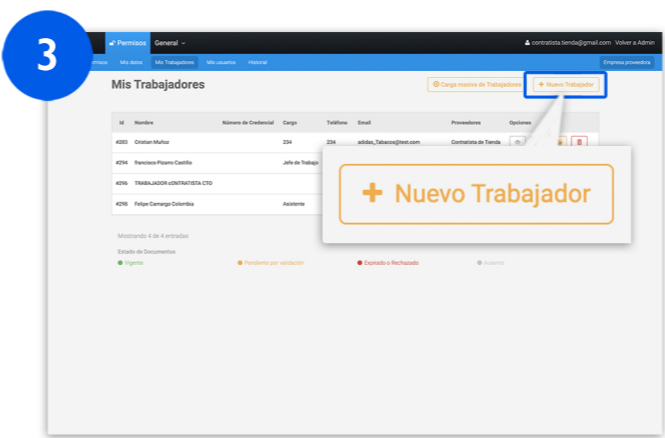 3
Permisos General
contratista.tienda@gmail.com Volver a Admin
Mis datos Mis Trabajadores Mis usuarios Historial Empresa proveedora
Mis Trabajadores
Carga masiva de Trabajadores
+ Nuevo Trabajador
Id Nombre Número de Credencial Cargo Teléfono Email Proveedores Opciones
#283 Cristian Muñoz 234 234 adidas_Tabacos@test.com Contratista de Tienda
#294 francisco Pizarro Castillo Jefe de Trabajo
#296 TRABAJADOR cONTRATISTA CTO
#298 Felipe Camargo Colombia Asistente
+ Nuevo Trabajador
Mostrando 4 de 4 entradas
Estado de Documentos
Vigente Pendiente por validación Expirado o Rechazado Ausente